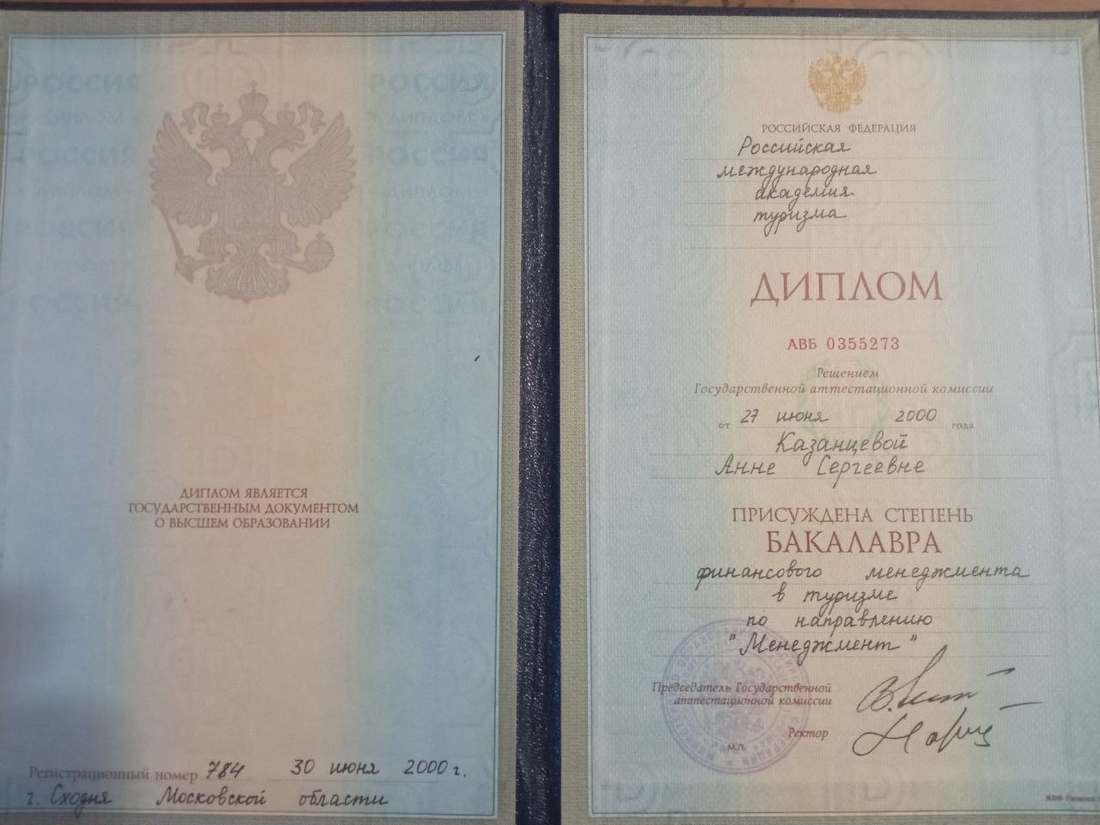 ДИПЛОМ ЯВЛЯЕТСЯ
ГОСУДАРСТВЕННЫМ ДОКУМЕНТОМ
О ВЫСШЕМ ОБРАЗОВАНИИ
Регистрационный номер 784 30 июня 2000 г.
г. Сходня Московской области
РОССИЙСКАЯ ФЕДЕРАЦИЯ
Российская
международная
академия
туризма
ДИПЛОМ
АВБ 0355273
Решением
Государственной аттестационной комиссии
от 27 июня 2000 года
Казанцевой
Анне Сергеевне
ПРИСУЖДЕНА СТЕПЕНЬ
БАКАЛАВРА
финансового менеджмента
в туризме
по направлению
"Менеджмент"
Председатель Государственной
аттестационной комиссии
Ректор
М.П.